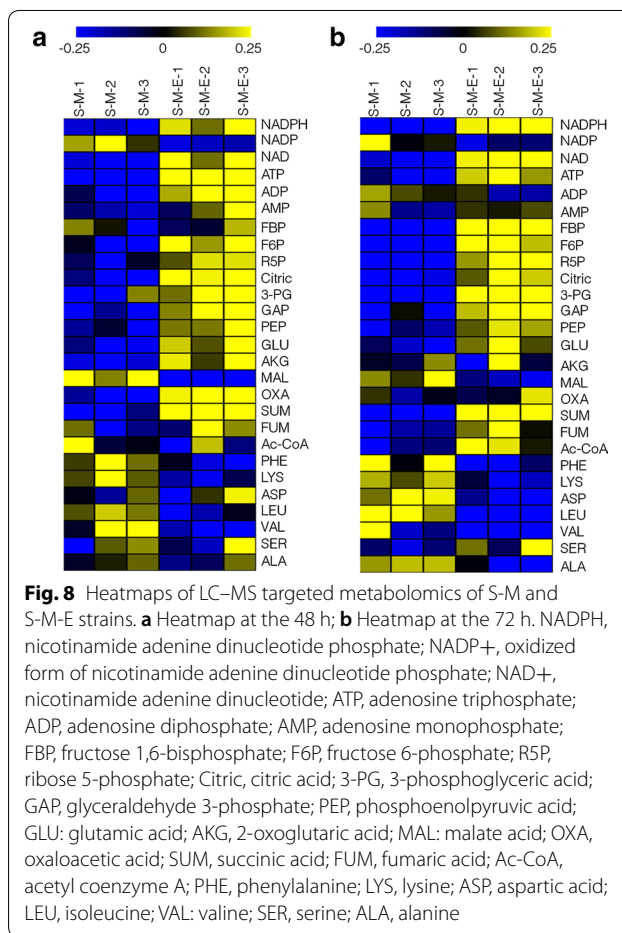 a b
-0.25 0 0.25 -0.25 0 0.25
S-M-1 S-M-2 S-M-3 S-M-E-1 S-M-E-2 S-M-E-3 S-M-1 S-M-2 S-M-3 S-M-E-1 S-M-E-2 S-M-E-3
NADPH NADPH
NADP NADP
NAD NAD
ATP ATP
ADP ADP
AMP AMP
FBP FBP
F6P F6P
R5P R5P
Citric Citric
3-PG 3-PG
GAP GAP
PEP PEP
GLU GLU
AKG AKG
MAL MAL
OXA OXA
SUM SUM
FUM FUM
Ac-CoA Ac-CoA
PHE PHE
LYS LYS
ASP ASP
LEU LEU
VAL VAL
SER SER
ALA ALA
Fig. 8 Heatmaps of LC–MS targeted metabolomics of S-M and
S-M-E strains. a Heatmap at the 48 h; b Heatmap at the 72 h. NADPH,
nicotinamide adenine dinucleotide phosphate; NADP+, oxidized
form of nicotinamide adenine dinucleotide phosphate; NAD+,
nicotinamide adenine dinucleotide; ATP, adenosine triphosphate;
ADP, adenosine diphosphate; AMP, adenosine monophosphate;
FBP, fructose 1,6-bisphosphate; F6P, fructose 6-phosphate; R5P,
ribose 5-phosphate; Citric, citric acid; 3-PG, 3-phosphoglyceric acid;
GAP, glyceraldehyde 3-phosphate; PEP, phosphoenolpyruvic acid;
GLU: glutamic acid; AKG, 2-oxoglutaric acid; MAL: malate acid; OXA,
oxaloacetic acid; SUM, succinic acid; FUM, fumaric acid; Ac-CoA,
acetyl coenzyme A; PHE, phenylalanine; LYS, lysine; ASP, aspartic acid;
LEU, isoleucine; VAL: valine; SER, serine; ALA, alanine